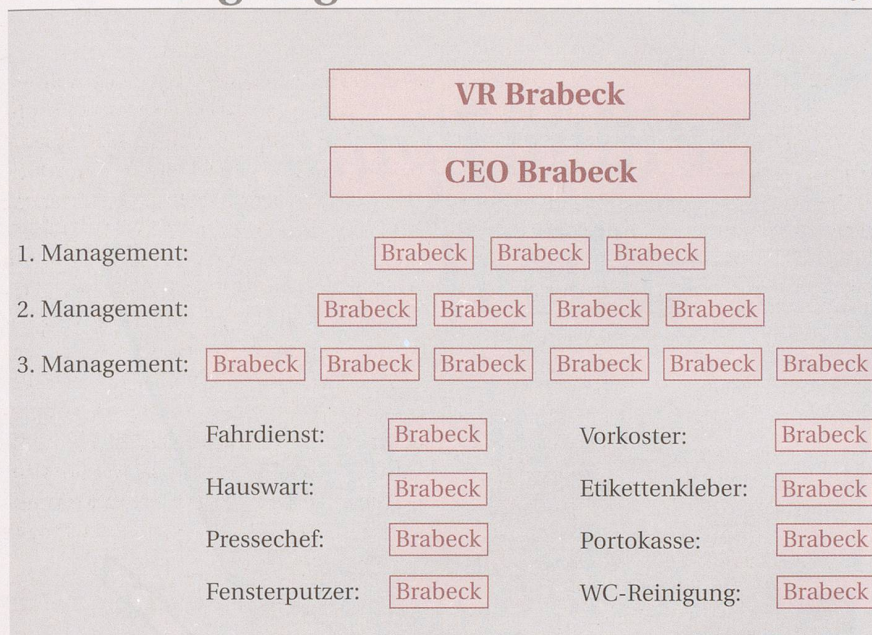 VR Brabeck
CEO Brabeck
1. Management: Brabeck Brabeck Brabeck
2. Management: Brabeck Brabeck Brabeck Brabeck
3. Management: Brabeck Brabeck Brabeck Brabeck Brabeck Brabeck
Fahrdienst: Brabeck Vorkoster: Brabeck
Hauswart: Brabeck Etikettenkleber: Brabeck
Pressechef: Brabeck Portokasse: Brabeck
Fensterputzer: Brabeck WC-Reinigung: Brabeck